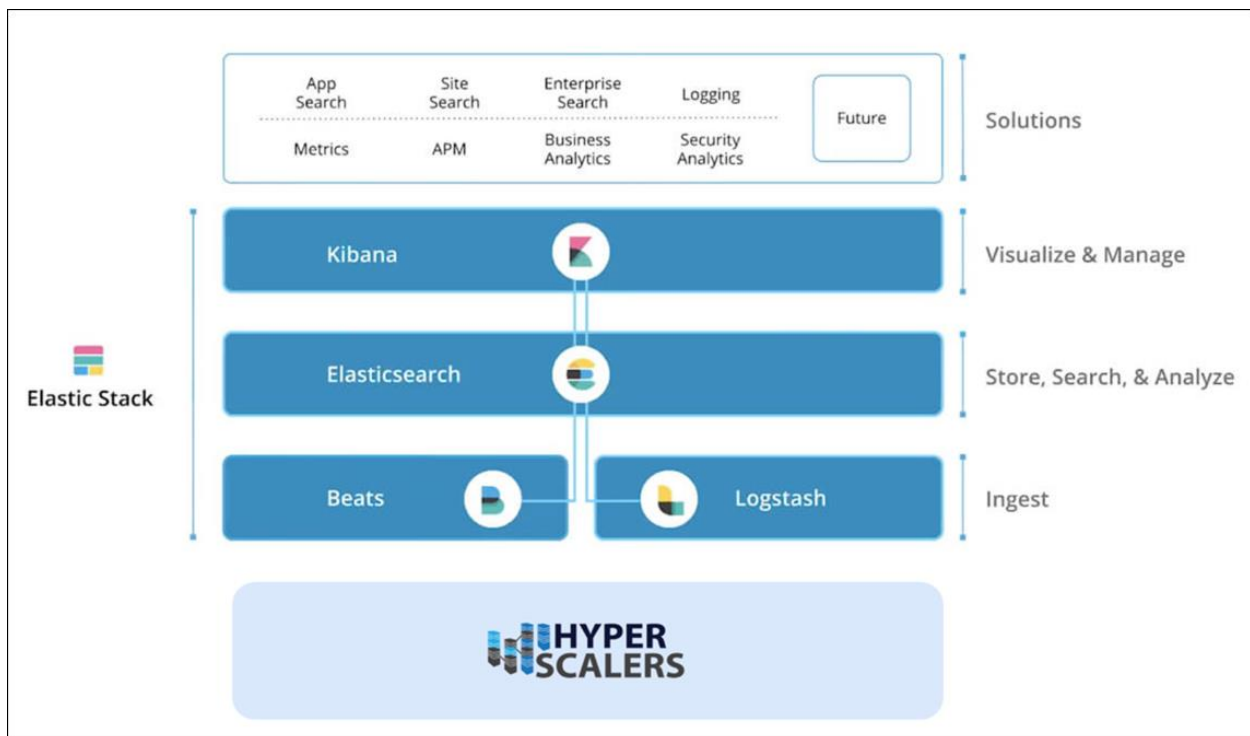 App
Search
Site
Search
Enterprise
Search
Logging
Future
Metrics
APM
Business
Analytics
Security
Analytics
Solutions
Kibana
Visualize & Manage
Elastic Stack
Elasticsearch
Store, Search, & Analyze
Beats
Logstash
Ingest
HYPER
SCALERS